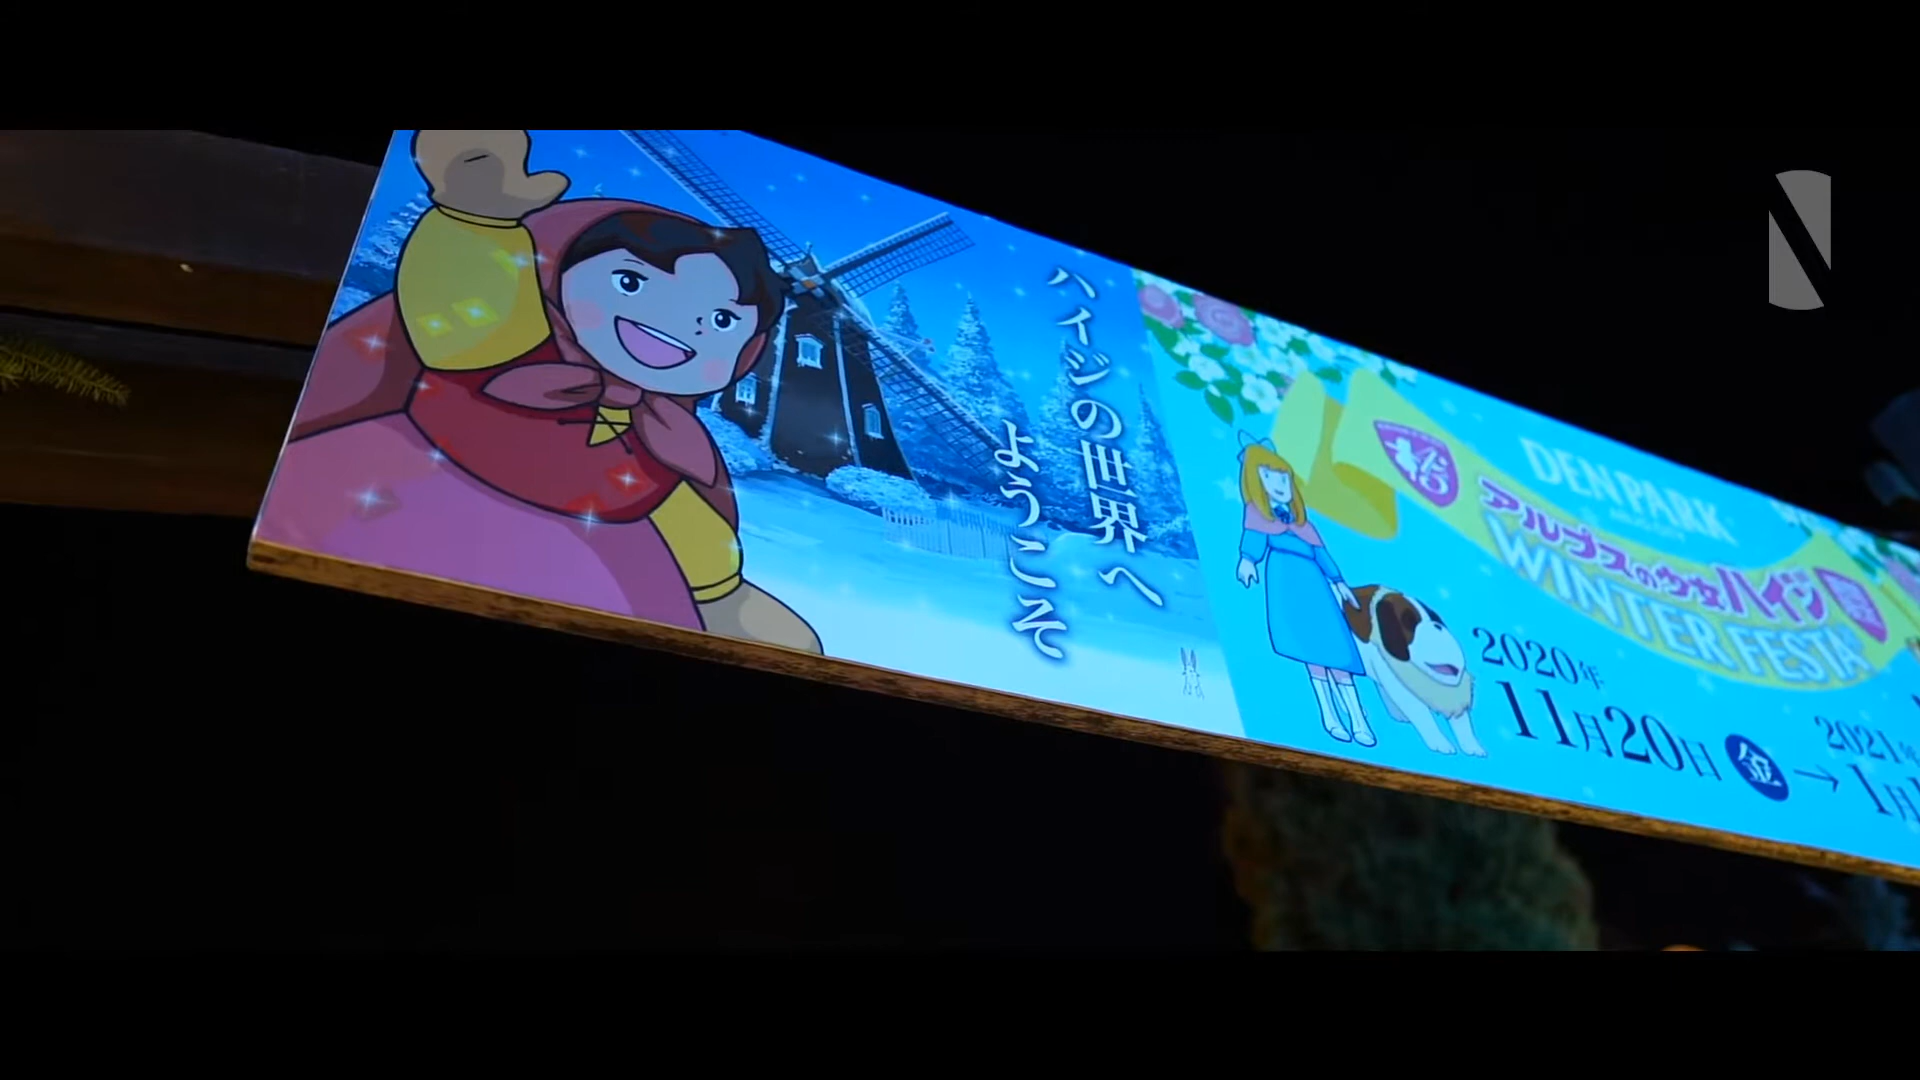 ハイジの世界へ
ようこそ
DENPARK
アルプスの少女ハイジ
WINTER FESTA
2020年
11月20日 金 →
2021年
1月